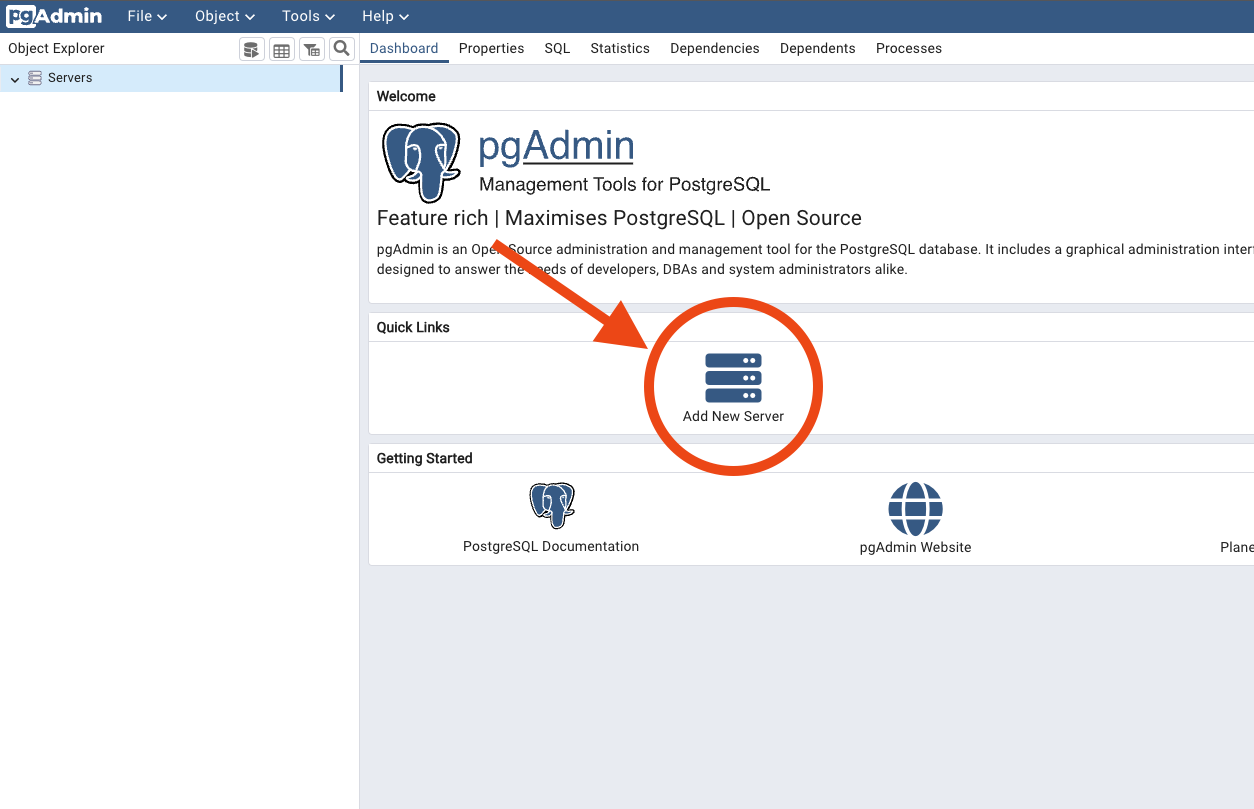 pgAdmin File Object Tools Help
Object Explorer
Dashboard Properties SQL Statistics Dependencies Dependents Processes
Servers
Welcome
pgAdmin
Management Tools for PostgreSQL
Feature rich | Maximises PostgreSQL | Open Source
pgAdmin is an Open Source administration and management tool for the PostgreSQL database. It includes a graphical administration interf
designed to answer the needs of developers, DBAs and system administrators alike.
Quick Links
Add New Server
Getting Started
PostgreSQL Documentation pgAdmin Website Plane